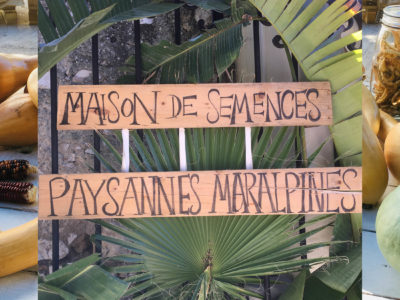 MAISON·DE SEMENCES
PAYSANNES MARALPINES